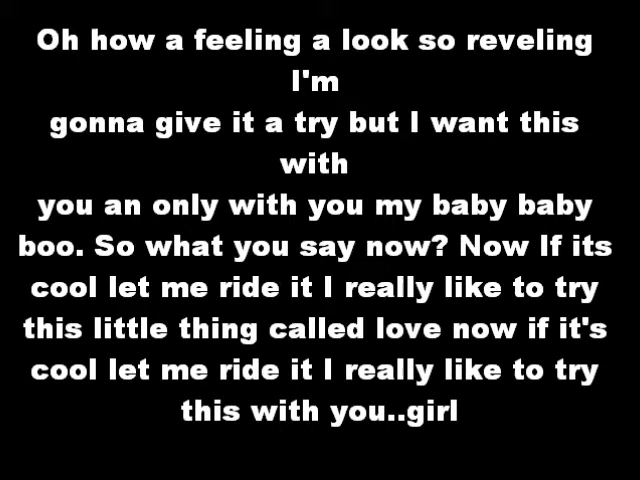 Oh how a feeling a look so reveling
I'm
gonna give it a try but I want this
with
you an only with you my baby baby
boo. So what you say now? Now If its
cool let me ride it I really like to try
this little thing called love now if it's
cool let me ride it I really like to try
this with you..girl